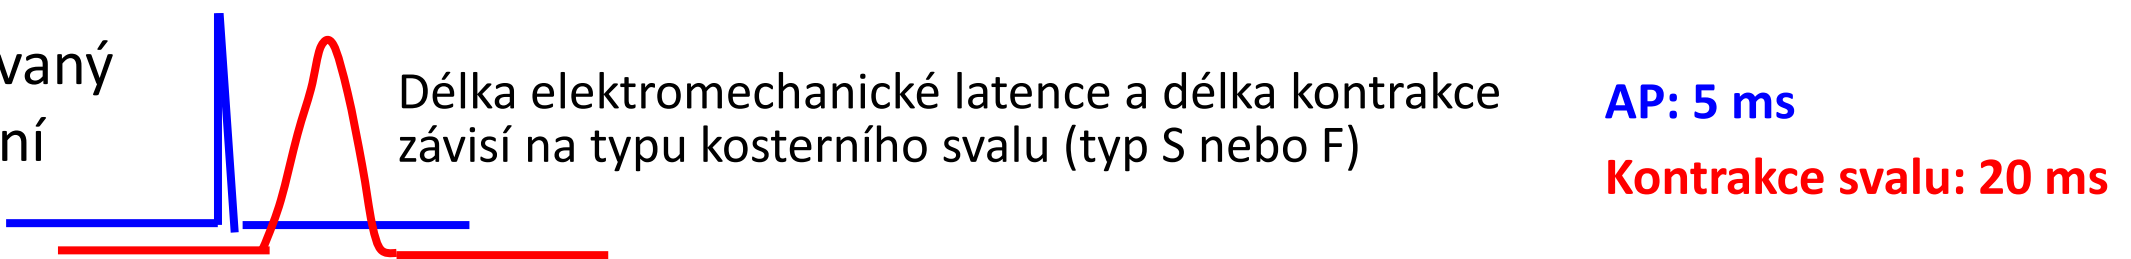 vaný
ní
Délka elektromechanické latence a délka kontrakce
závisí na typu kosterního svalu (typ S nebo F)
AP: 5 ms
Kontrakce svalu: 20 ms